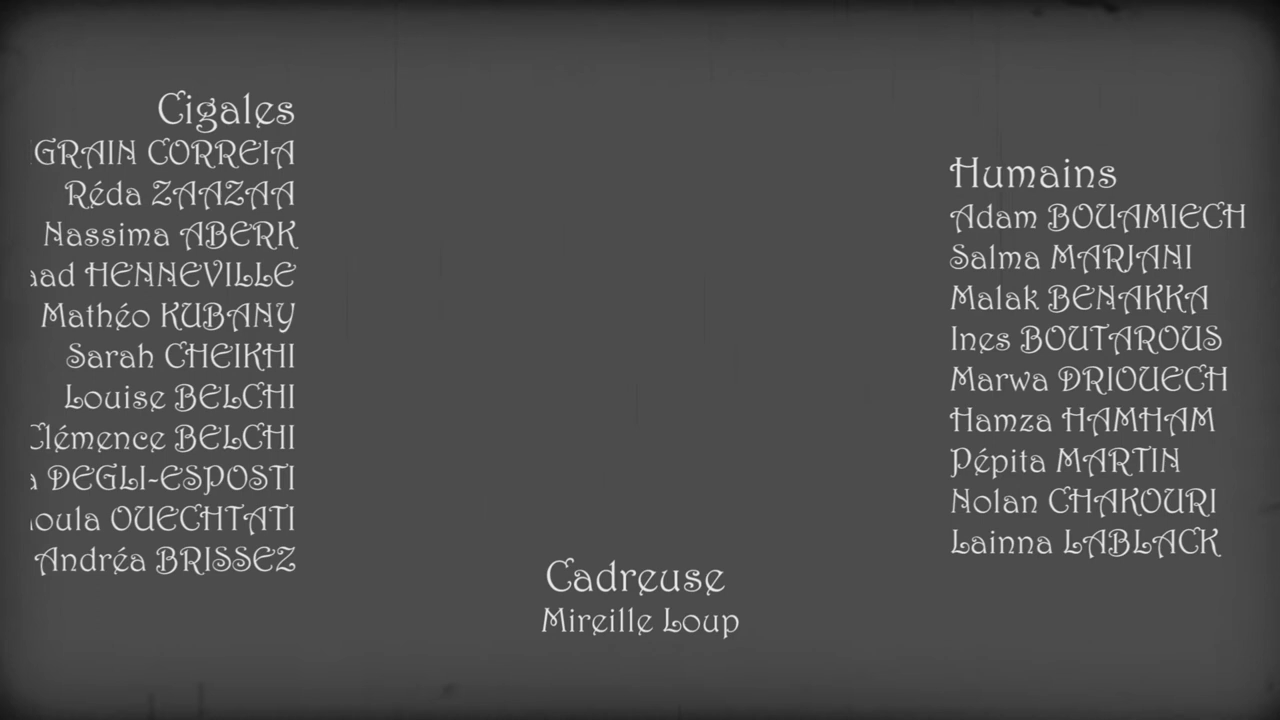 Cigales
CORREIA
Réda ZAAZAA
Nassima ABERK
HENNEVILLE
Mathéo KUBANY
Sarah CHEIKHI
Louise BELCHI
Clémence BELCHI
DEGLI-ESPOSTI
OUECHTATI
Andréa BRISSEZ
Humains
Adam BOUAMIECH
Salma MARJANI
Malak BENAKKA
Ines BOUTAROUS
Marwa DRIOUECH
Hamza HAMHAM
Pépita MARTIN
Nolan CHAKOURI
Lainna LABLACK
Cadreuse
Mireille Loup